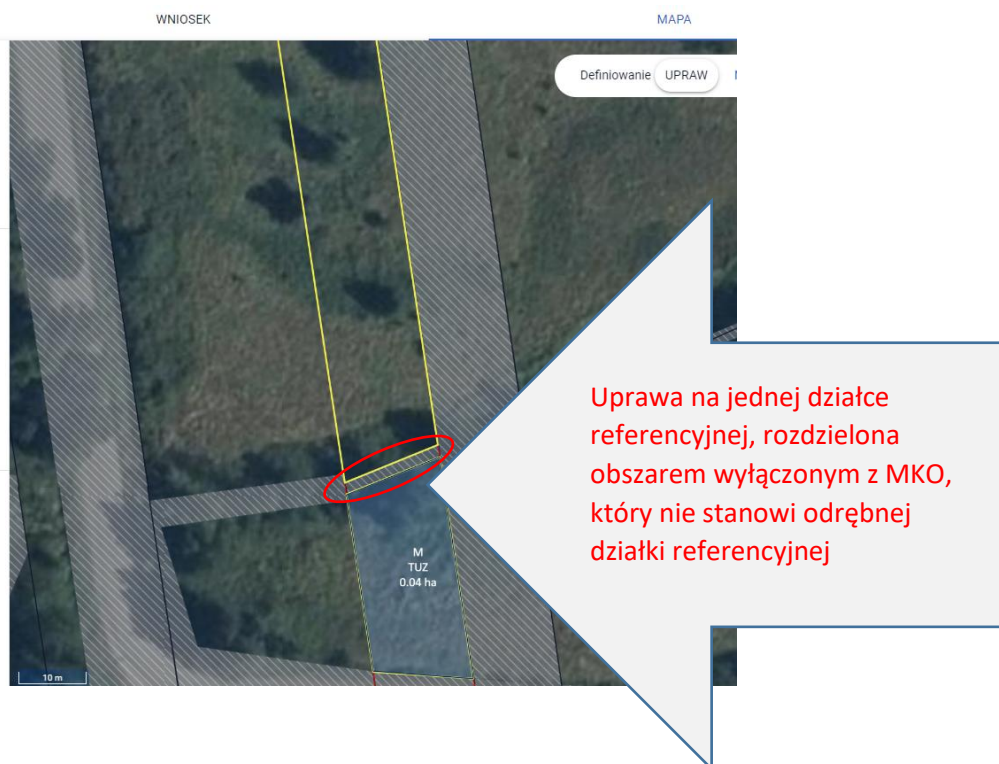 WNIOSEK
MAPA
Definiowanie UPRAW
Uprawa na jednej działce
referencyjnej, rozdzielona
obszarem wyłączonym z MKO,
który nie stanowi odrębnej
działki referencyjnej
M
TUZ
0.04 ha
10 m